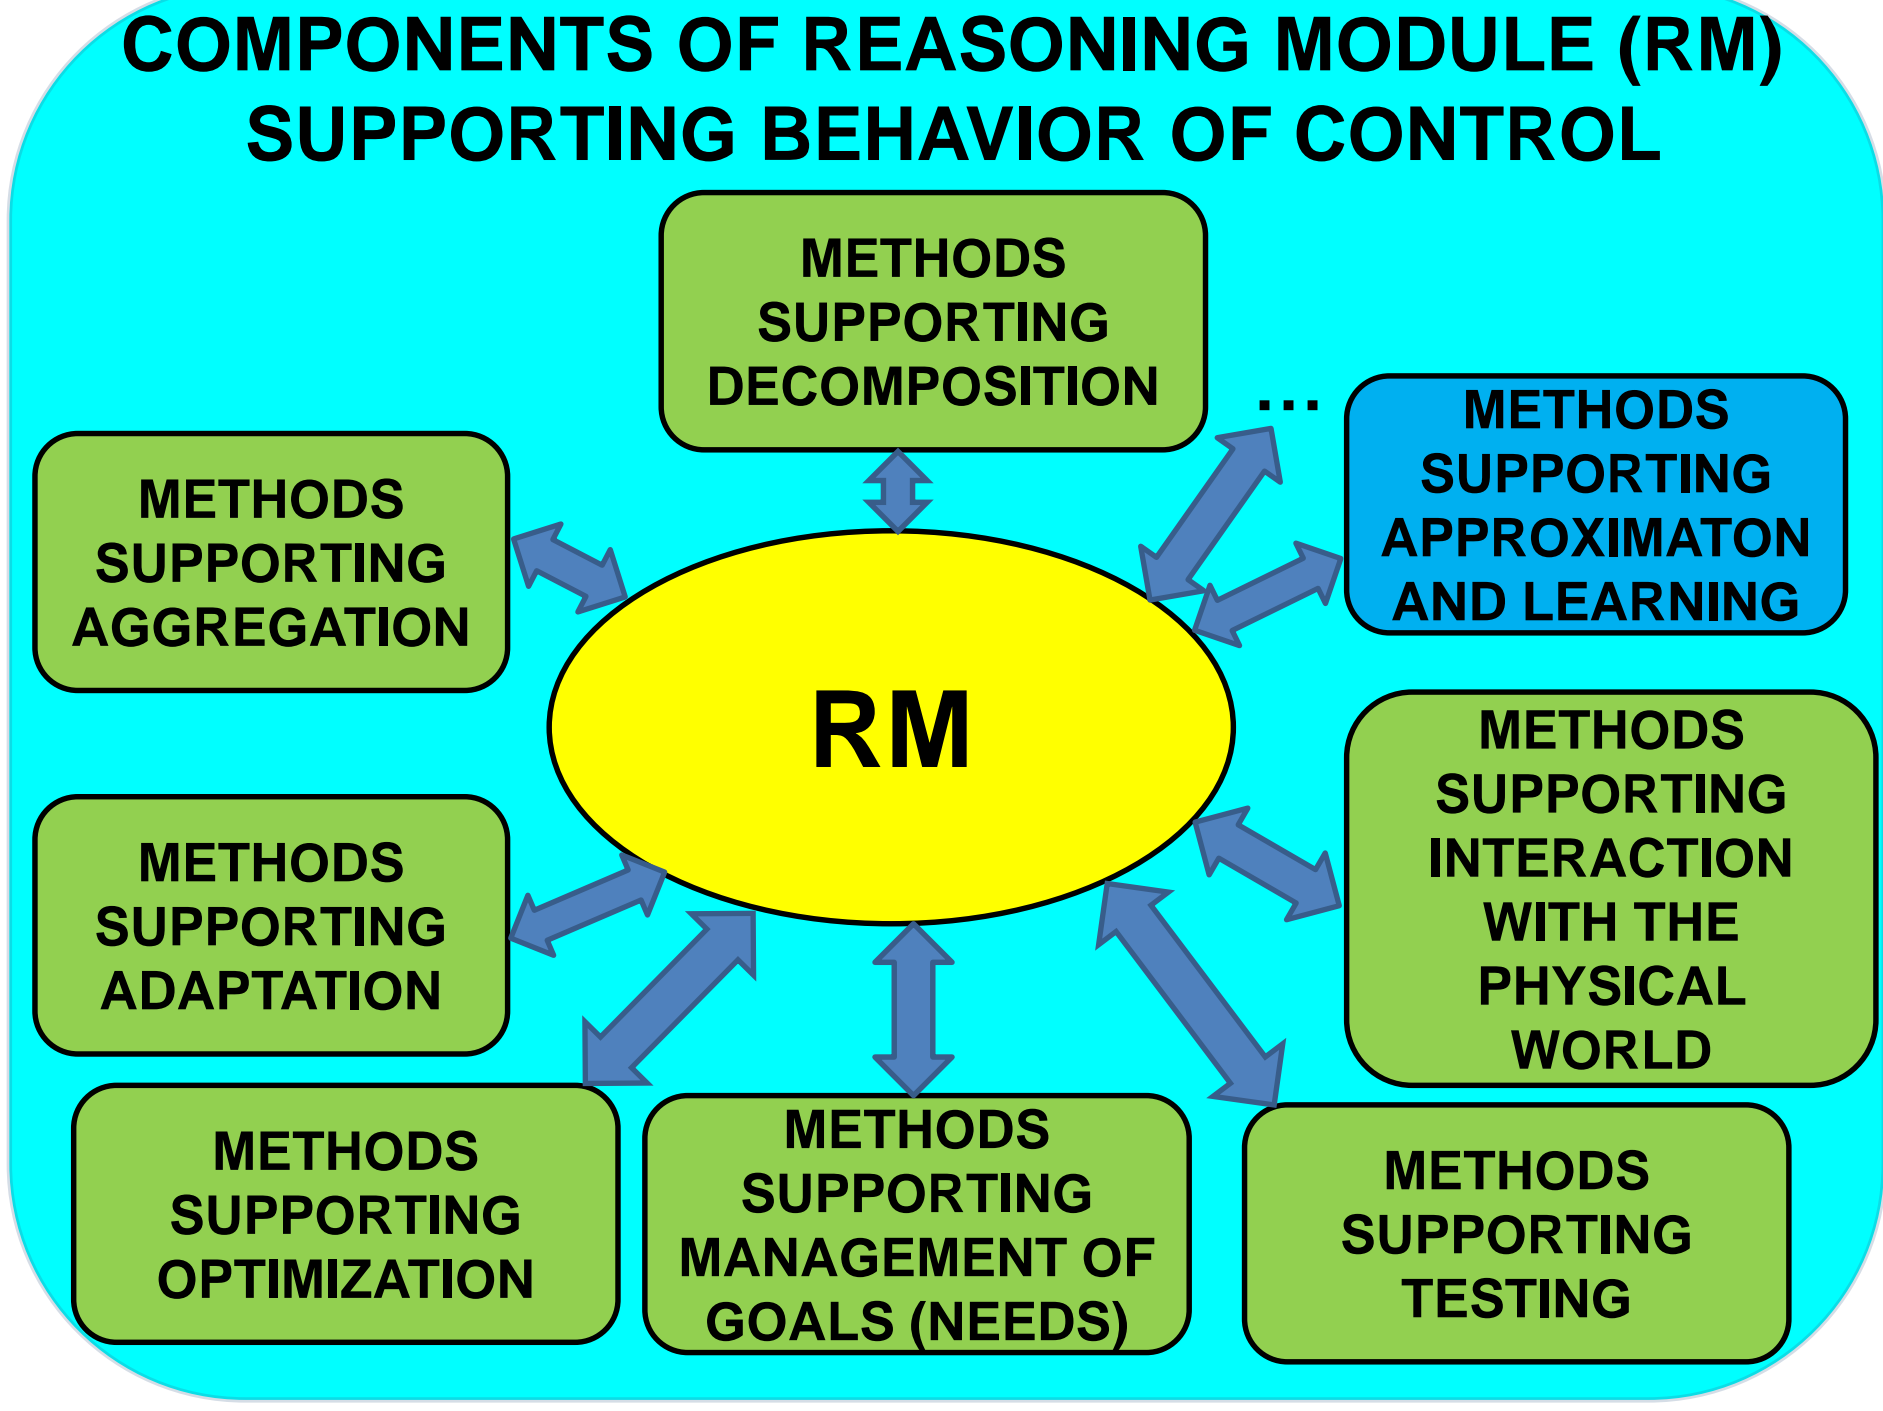 COMPONENTS OF REASONING MODULE (RM)
SUPPORTING BEHAVIOR OF CONTROL
METHODS
SUPPORTING
DECOMPOSITION
...
METHODS
SUPPORTING
APPROXIMATON
AND LEARNING
METHODS
SUPPORTING
AGGREGATION
RM
METHODS
SUPPORTING
INTERACTION
WITH THE
PHYSICAL
WORLD
METHODS
SUPPORTING
ADAPTATION
METHODS
SUPPORTING
OPTIMIZATION
METHODS
SUPPORTING
MANAGEMENT OF
GOALS (NEEDS)
METHODS
SUPPORTING
TESTING